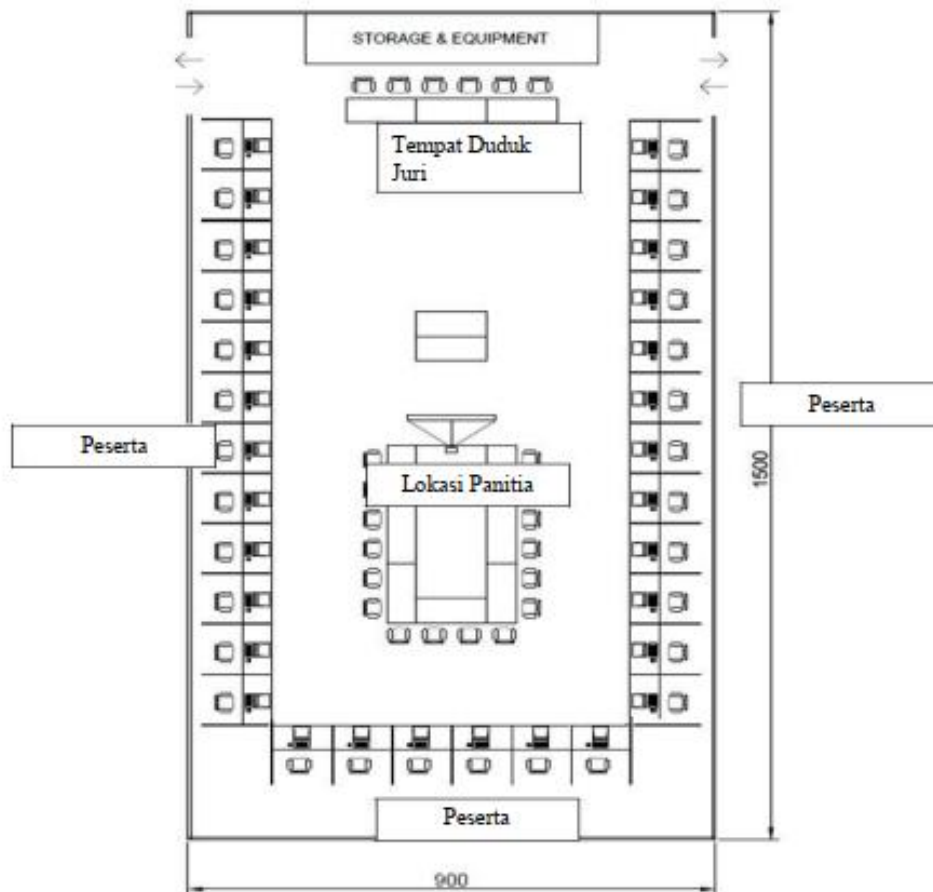 STORAGE & EQUIPMENT
Tempat Duduk
Juri
Peserta
Peserta
1500
Lokasi Panitia
Peserta
900